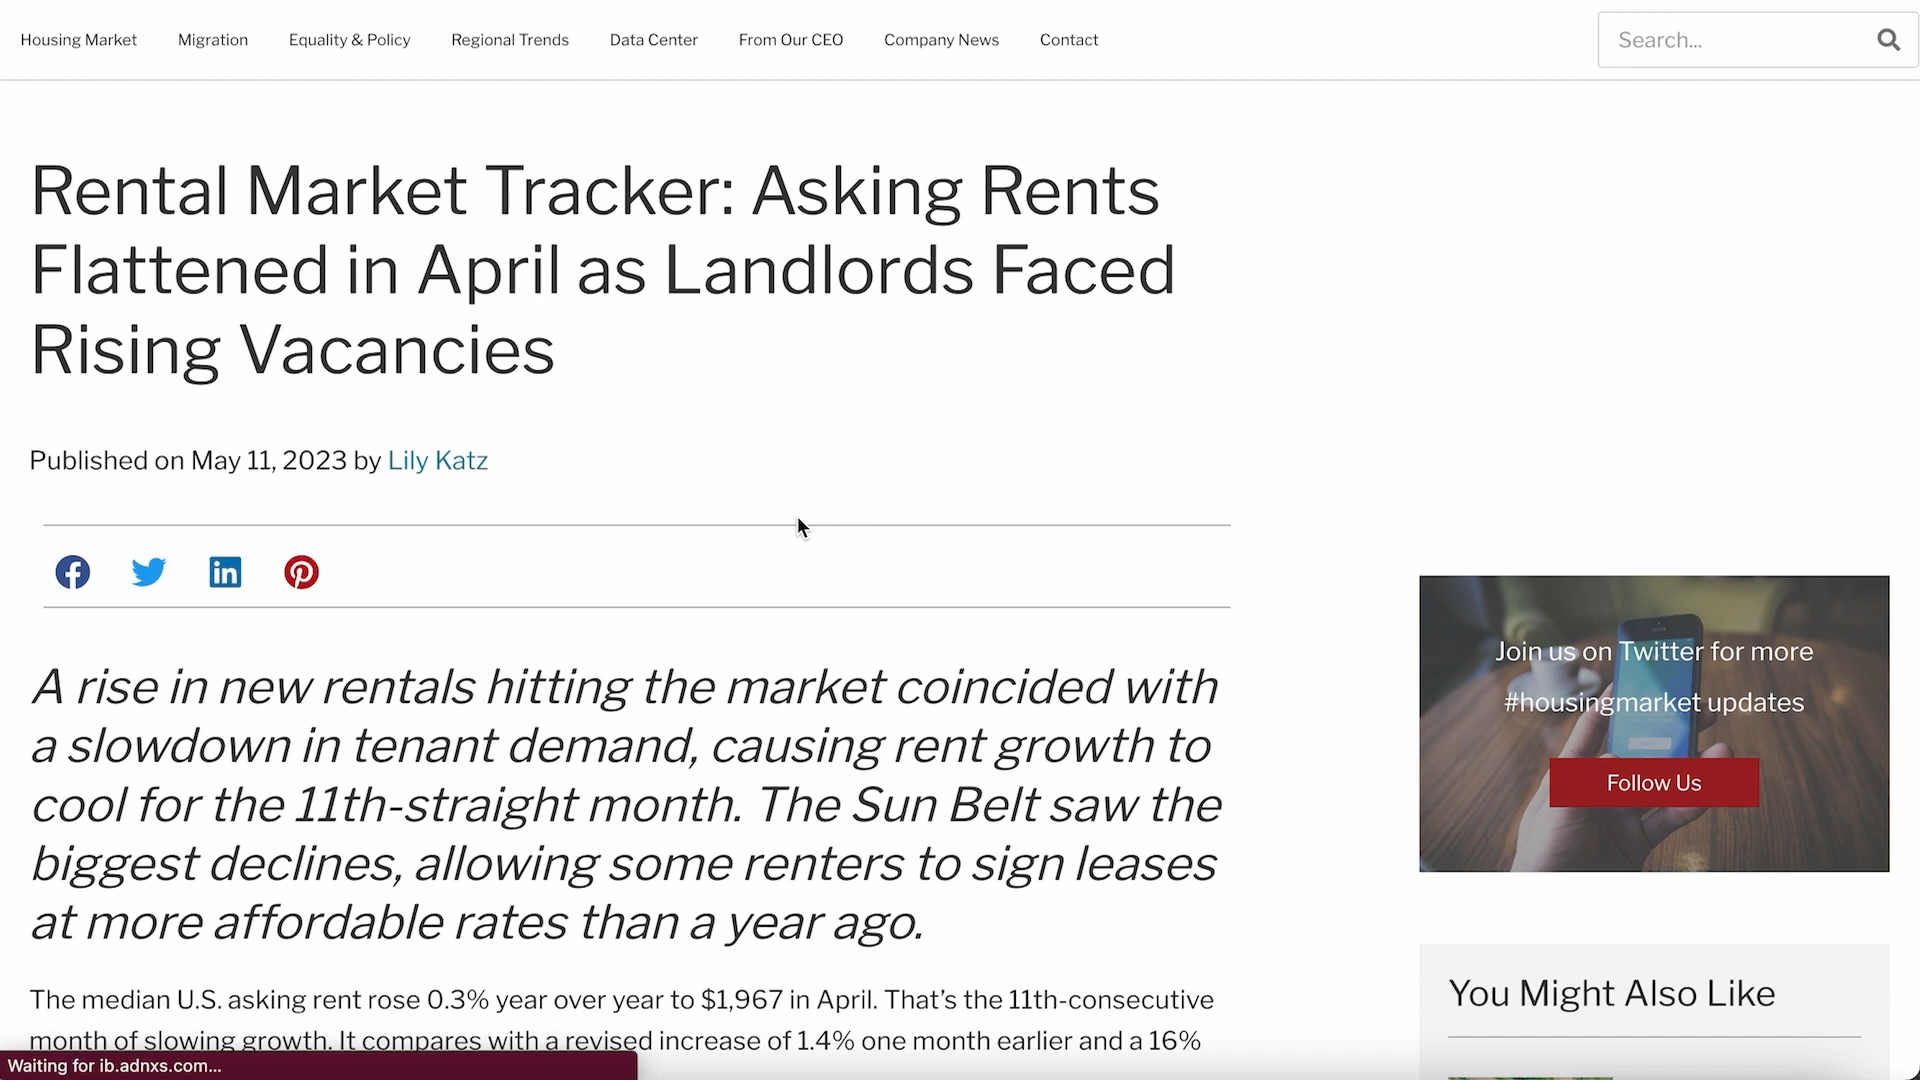 Housing Market Migration Equality & Policy Regional Trends Data Center From Our CEO Company News Contact Search...
Rental Market Tracker: Asking Rents
Flattened in April as Landlords Faced
Rising Vacancies
Published on May 11, 2023 by Lily Katz
A rise in new rentals hitting the market coincided with
a slowdown in tenant demand, causing rent growth to
cool for the 11th-straight month. The Sun Belt saw the
biggest declines, allowing some renters to sign leases
at more affordable rates than a year ago.
The median U.S. asking rent rose 0.3% year over year to $1,967 in April. That's the 11th-consecutive
month of slowing growth. It compares with a revised increase of 1.4% one month earlier and a 16%
Join us on Twitter for more
#housingmarket updates
Follow Us
You Might Also Like
Waiting for ib.adnxs.com...